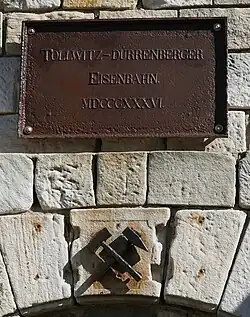 TOLLWITZ-DÜRRENBERGER
EISENBAHN.
MDCCCXXXVI.